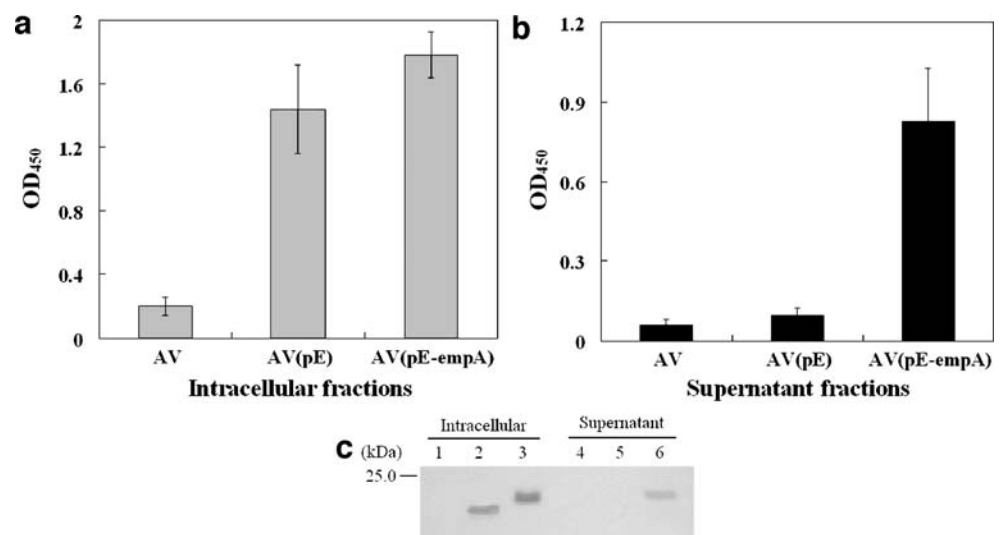 a
2
1.6
1.2
0.8
0.4
0
OD450
AV AV(pE) AV(pE-empA)
Intracellular fractions
b
1.2
0.9
0.6
0.3
0
OD450
AV AV(pE) AV(pE-empA)
Supernatant fractions
c
Intracellular Supernatant
(kDa) 1 2 3 4 5 6
25.0